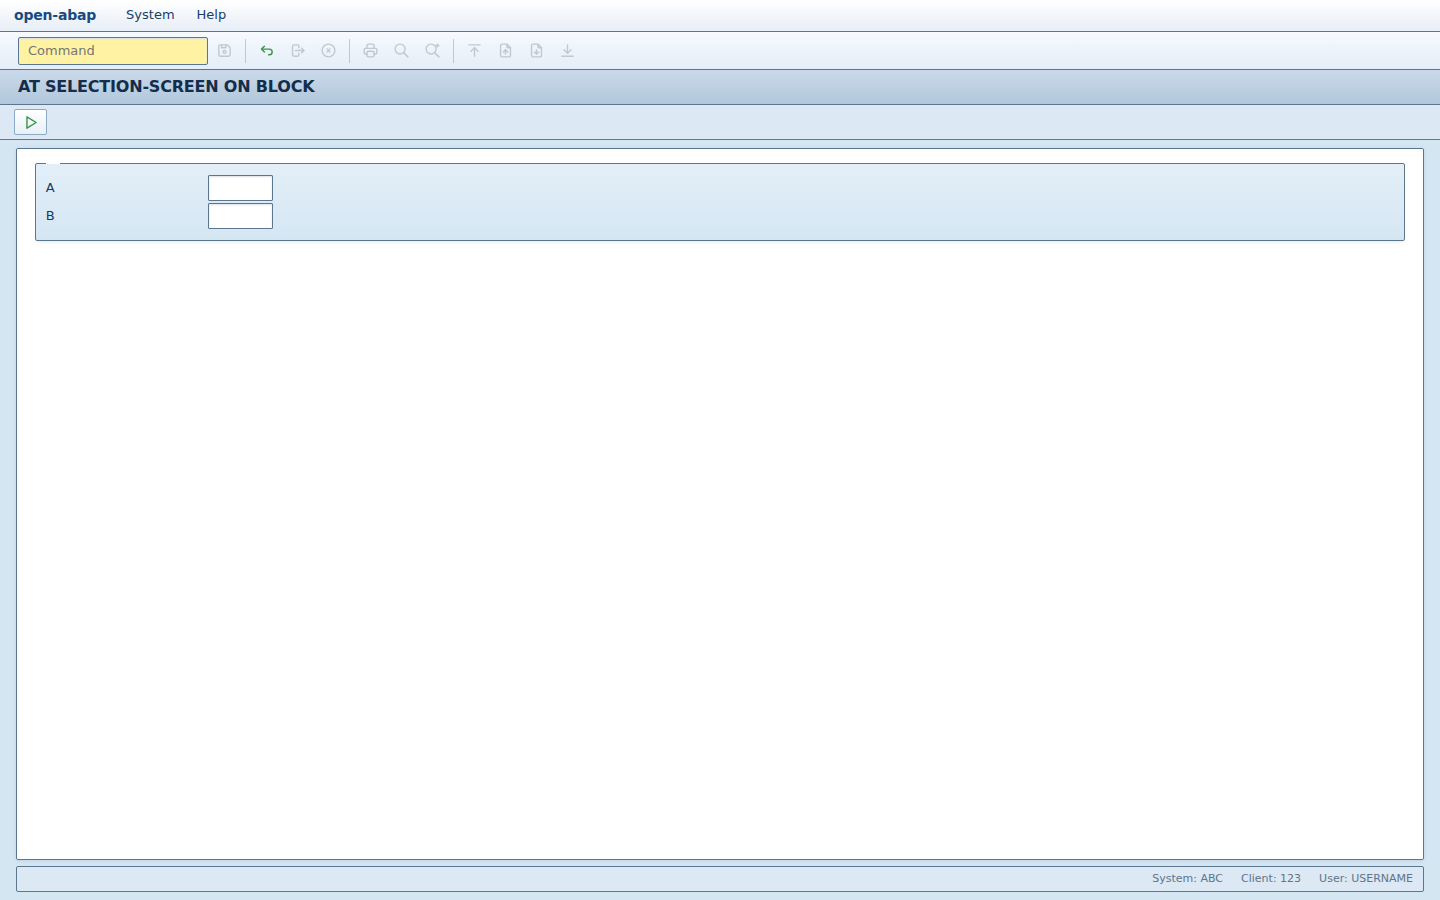 open-abap System Help
Command
AT SELECTION-SCREEN ON BLOCK
A
B
System: ABC Client: 123 User: USERNAME